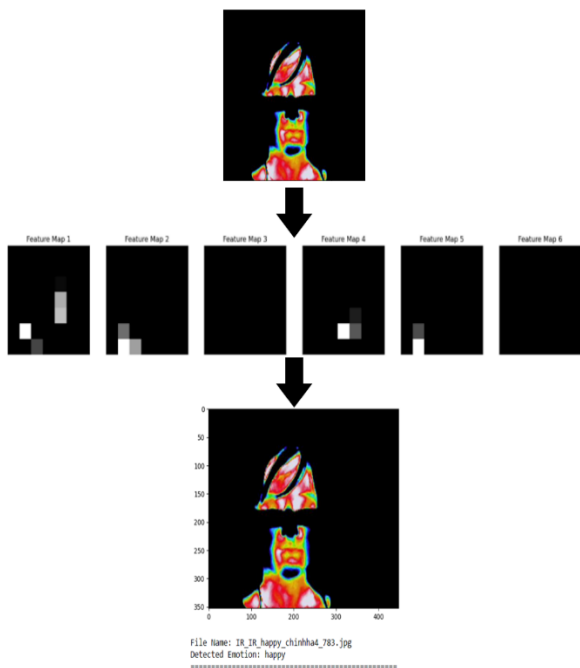 Feature Map 1
Feature Map 2
Feature Map 3
Feature Map 4
Feature Map 5
Feature Map 6
0
50
100
150
200
250
300
350
0 100 200 300 400
File Name: IR_IR_happy_chinhha4_783.jpg
Detected Emotion: happy
==================================================